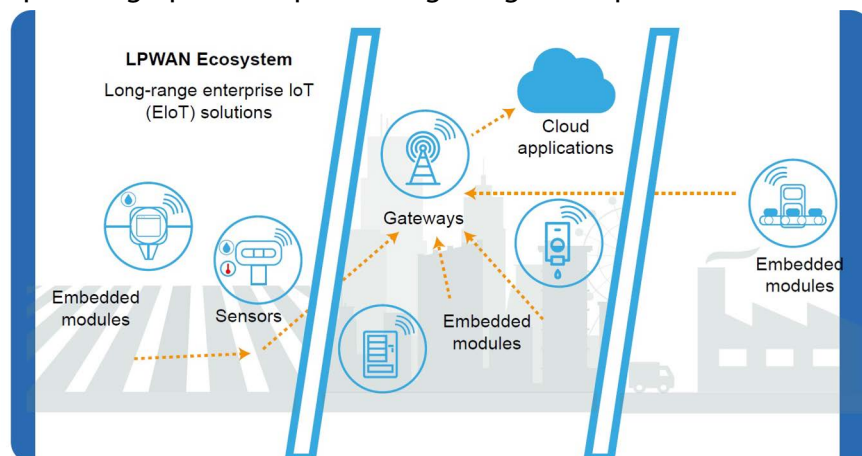 LPWAN Ecosystem
Long-range enterprise IoT
(EIoT) solutions
Cloud
applications
Gateways
Embedded
modules
Sensors
Embedded
modules
Embedded
modules